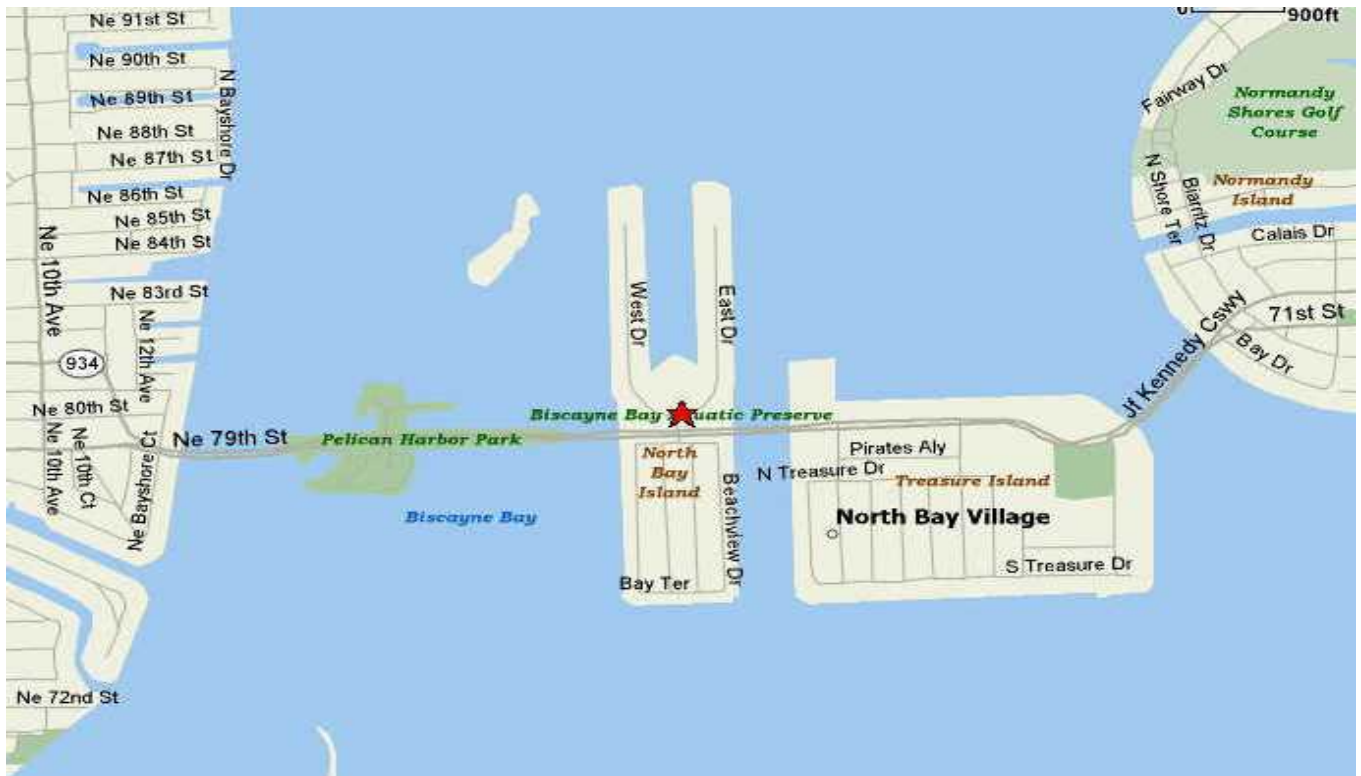 Ne 91st St
0
900ft
Ne 90th St
N Bayshore Dr
Fairway Dr
Ne 89th St
Normandy
Shores Golf
Course
Ne 88th St
Ne 87th St
N Shore Ter
Biarritz Dr
Normandy
Island
Ne 86th St
Ne 85th St
Ne 84th St
Calais Dr
Ne 10th Ave
Ne 83rd St
West Dr
East Dr
71st St
Ne 12th Ave
Jf Kennedy Cswy
Bay Dr
934
Ne 80th St
Biscayne Bay uatic Preserve
Ne 79th St
Pelican Harbor Park
Ne 10th Ave
Ne 10th Ct
Ne Bayshore Ct
North
Bay
Island
Pirates Aly
N Treasure Dr
Treasure Island
Beachview Dr
Biscayne Bay
North Bay Village
Bay Ter
S Treasure Dr
Ne 72nd St